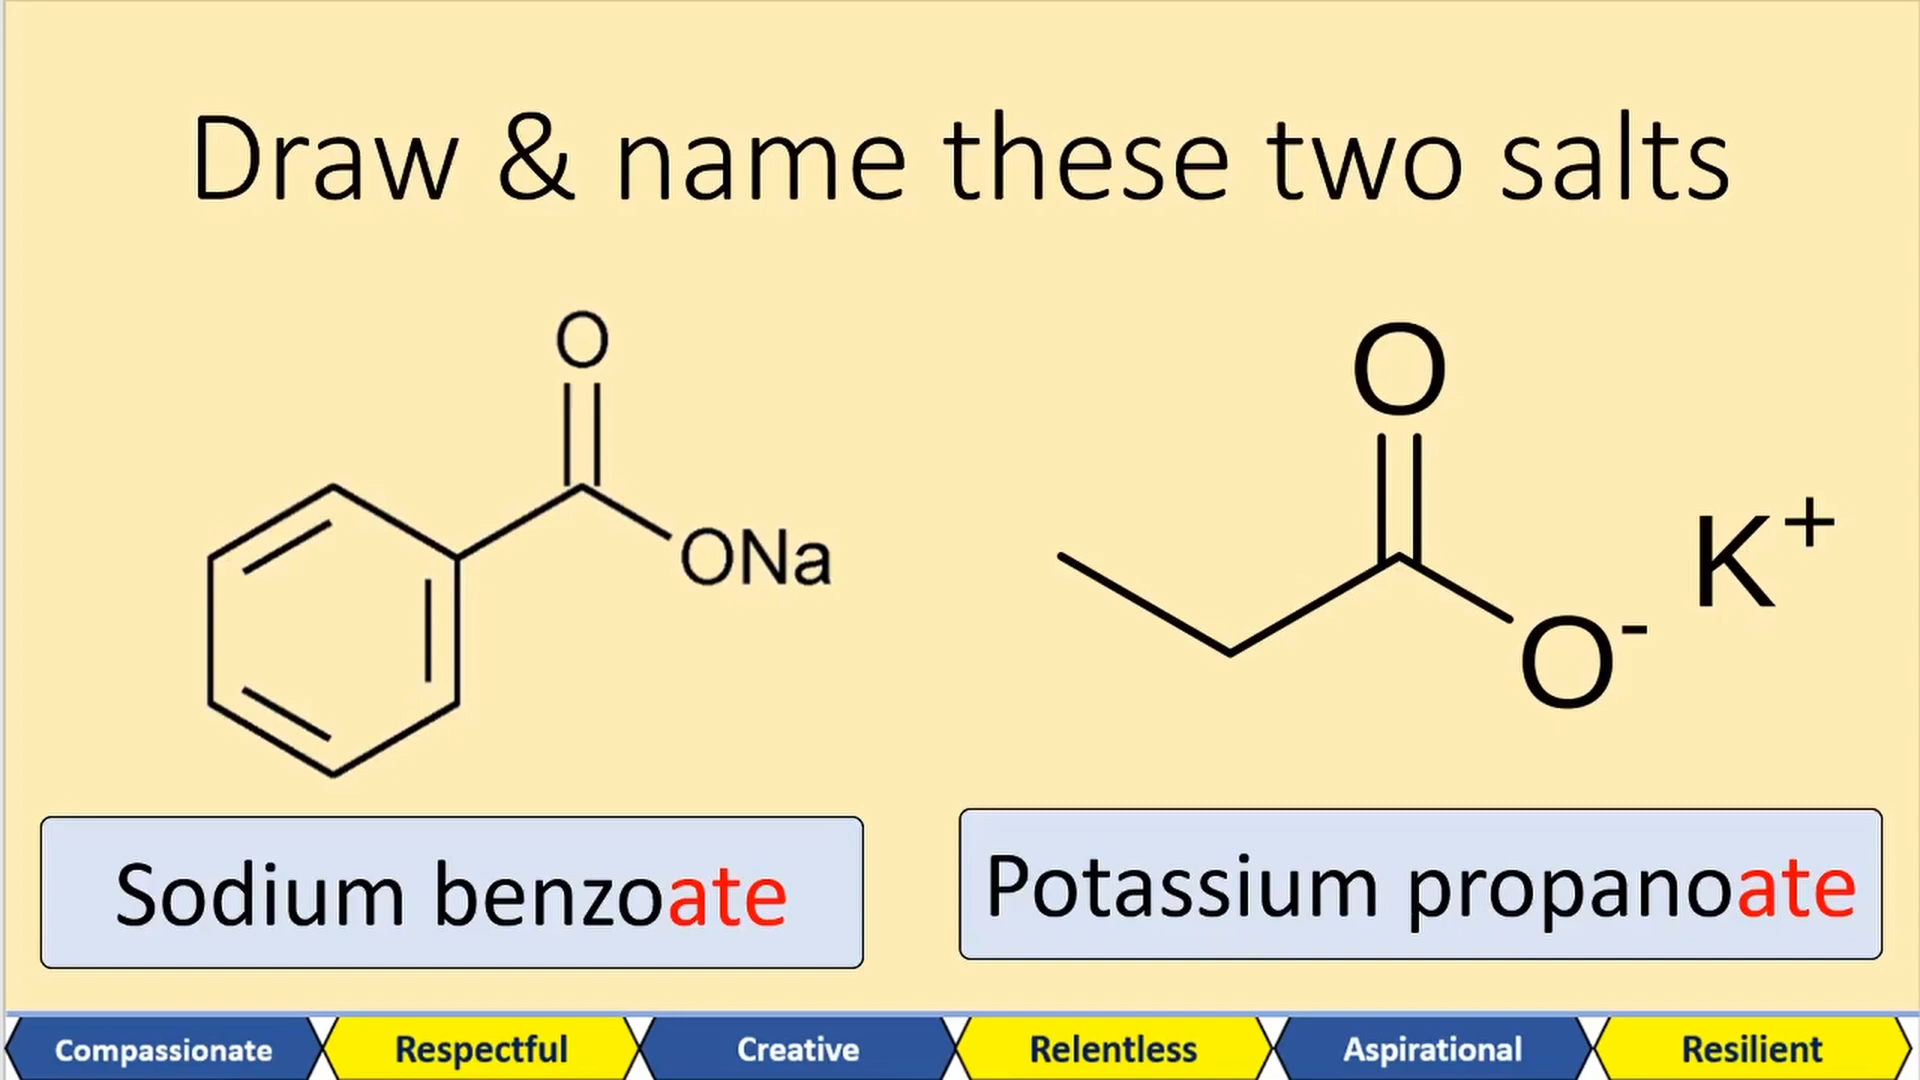 Draw & name these two salts
O
ONa
O
O⁻
K⁺
Sodium benzoate
Potassium propanoate
Compassionate
Respectful
Creative
Relentless
Aspirational
Resilient